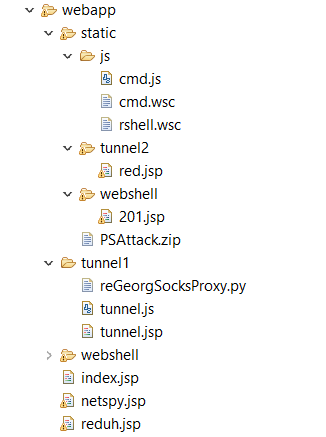 webapp
static
js
cmd.js
cmd.wsc
rshell.wsc
tunnel2
red.jsp
webshell
201.jsp
PSAttack.zip
tunnel1
reGeorgSocksProxy.py
tunnel.js
tunnel.jsp
webshell
index.jsp
netspy.jsp
reduh.jsp